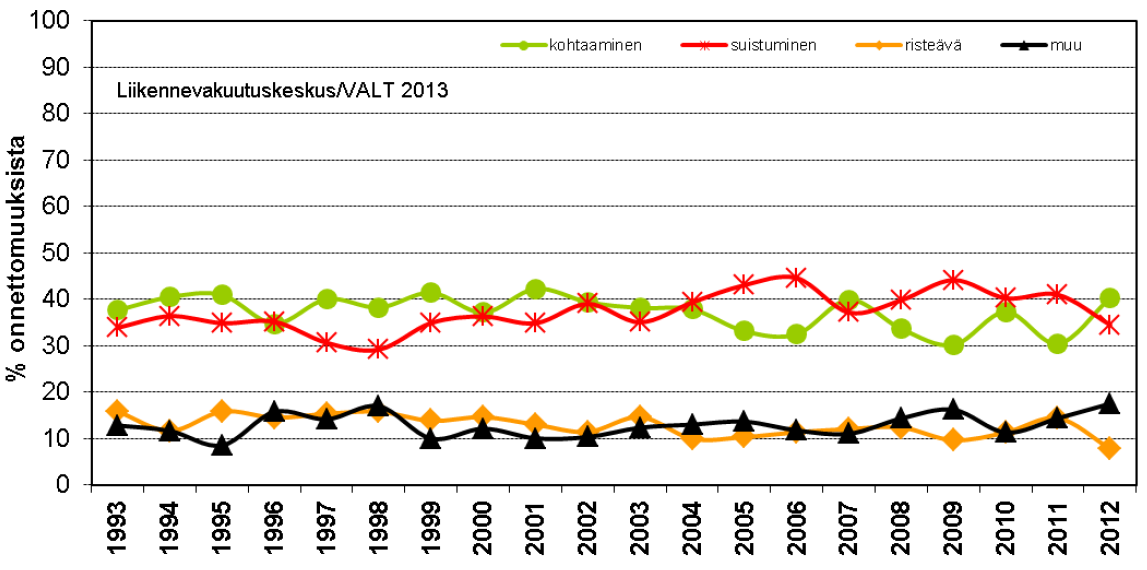 100
kohtaaminen suistuminen risteävä muu
90
Liikennevakuutuskeskus/VALT 2013
80
70
60
50
40
30
20
10
0
% onnettomuuksista
1993 1994 1995 1996 1997 1998 1999 2000 2001 2002 2003 2004 2005 2006 2007 2008 2009 2010 2011 2012